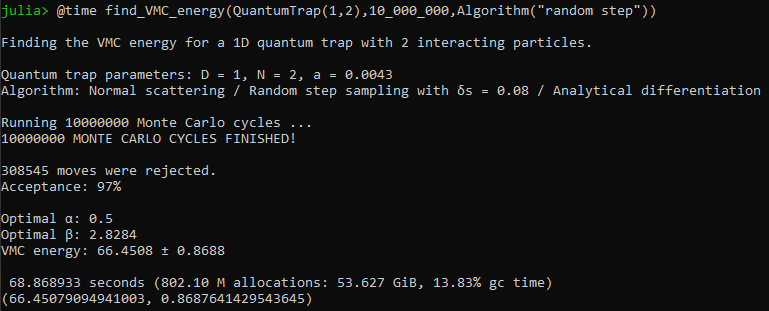 julia> @time find_VMC_energy(QuantumTrap(1,2),10_000_000,Algorithm("random step"))
Finding the VMC energy for a 1D quantum trap with 2 interacting particles.
Quantum trap parameters: D = 1, N = 2, a = 0.0043
Algorithm: Normal scattering / Random step sampling with δs = 0.08 / Analytical differentiation
Running 10000000 Monte Carlo cycles ...
10000000 MONTE CARLO CYCLES FINISHED!
308545 moves were rejected.
Acceptance: 97%
Optimal α: 0.5
Optimal β: 2.8284
VMC energy: 66.4508 ± 0.8688
68.868933 seconds (802.10 M allocations: 53.627 GiB, 13.83% gc time)
(66.45079094941003, 0.8687641429543645)